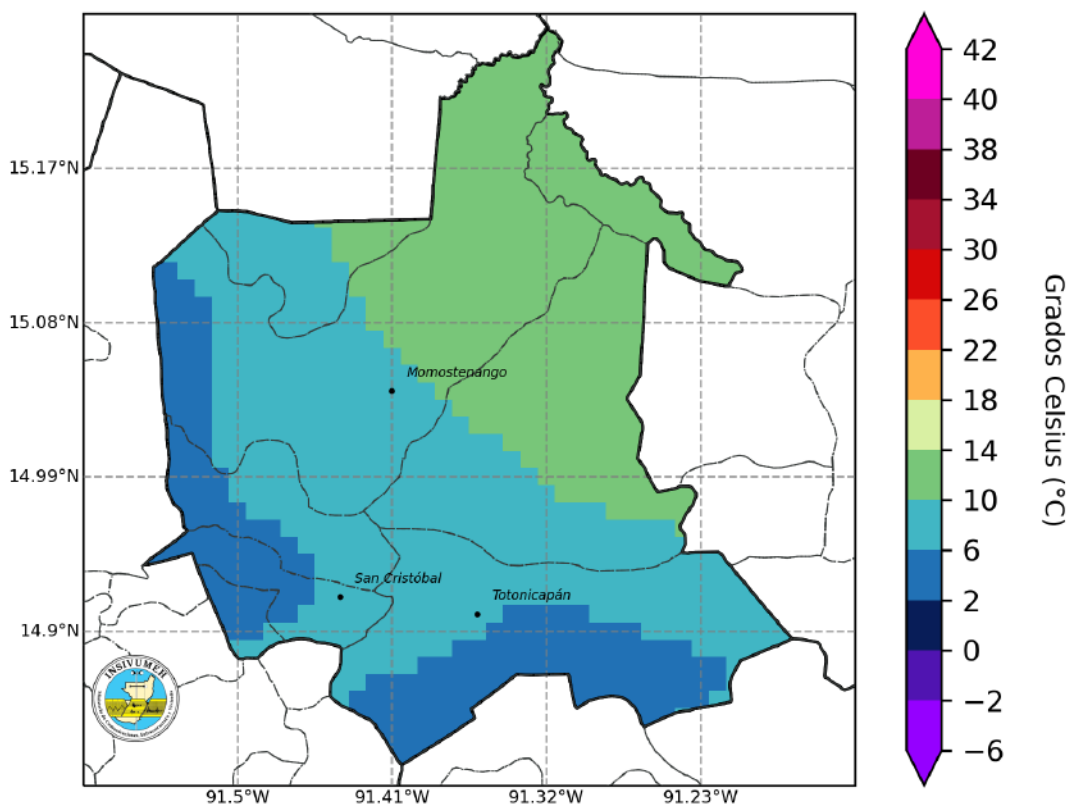 15.17°N
15.08°N
14.99°N
14.9°N
91.5°W
91.41°W
91.32°W
91.23°W
Momostenango
San Cristóbal
Totonicapán
INSIVUMEH
42
40
38
34
30
26
22
18
14
10
6
2
0
−2
−6
Grados Celsius (°C)